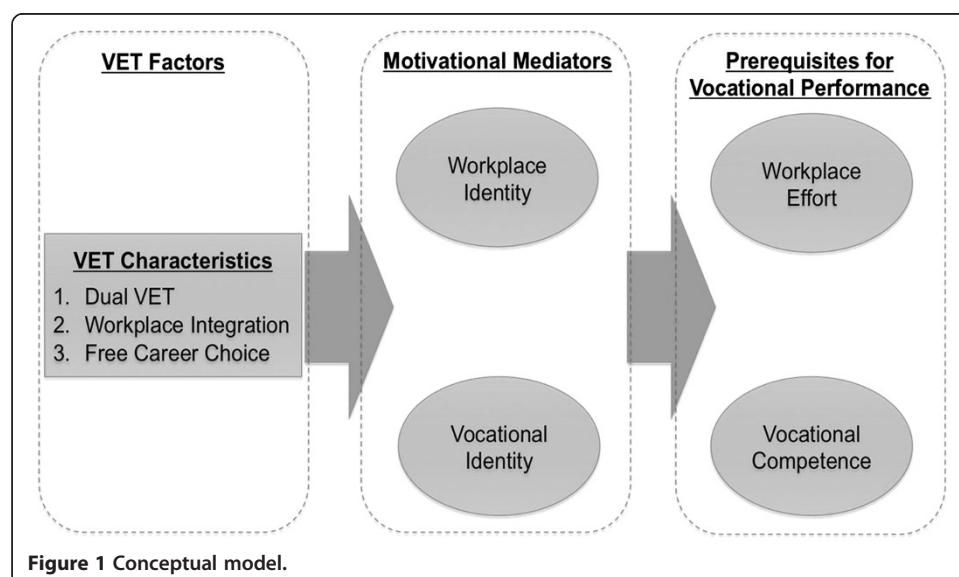 VET Factors
VET Characteristics
1. Dual VET
2. Workplace Integration
3. Free Career Choice
Motivational Mediators
Workplace
Identity
Vocational
Identity
Prerequisites for
Vocational Performance
Workplace
Effort
Vocational
Competence
Figure 1 Conceptual model.